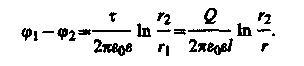 φ₁ − φ₂ = τ/(2πε₀ε) ln r₂/r₁ = Q/(2πε₀εl) ln r₂/r.